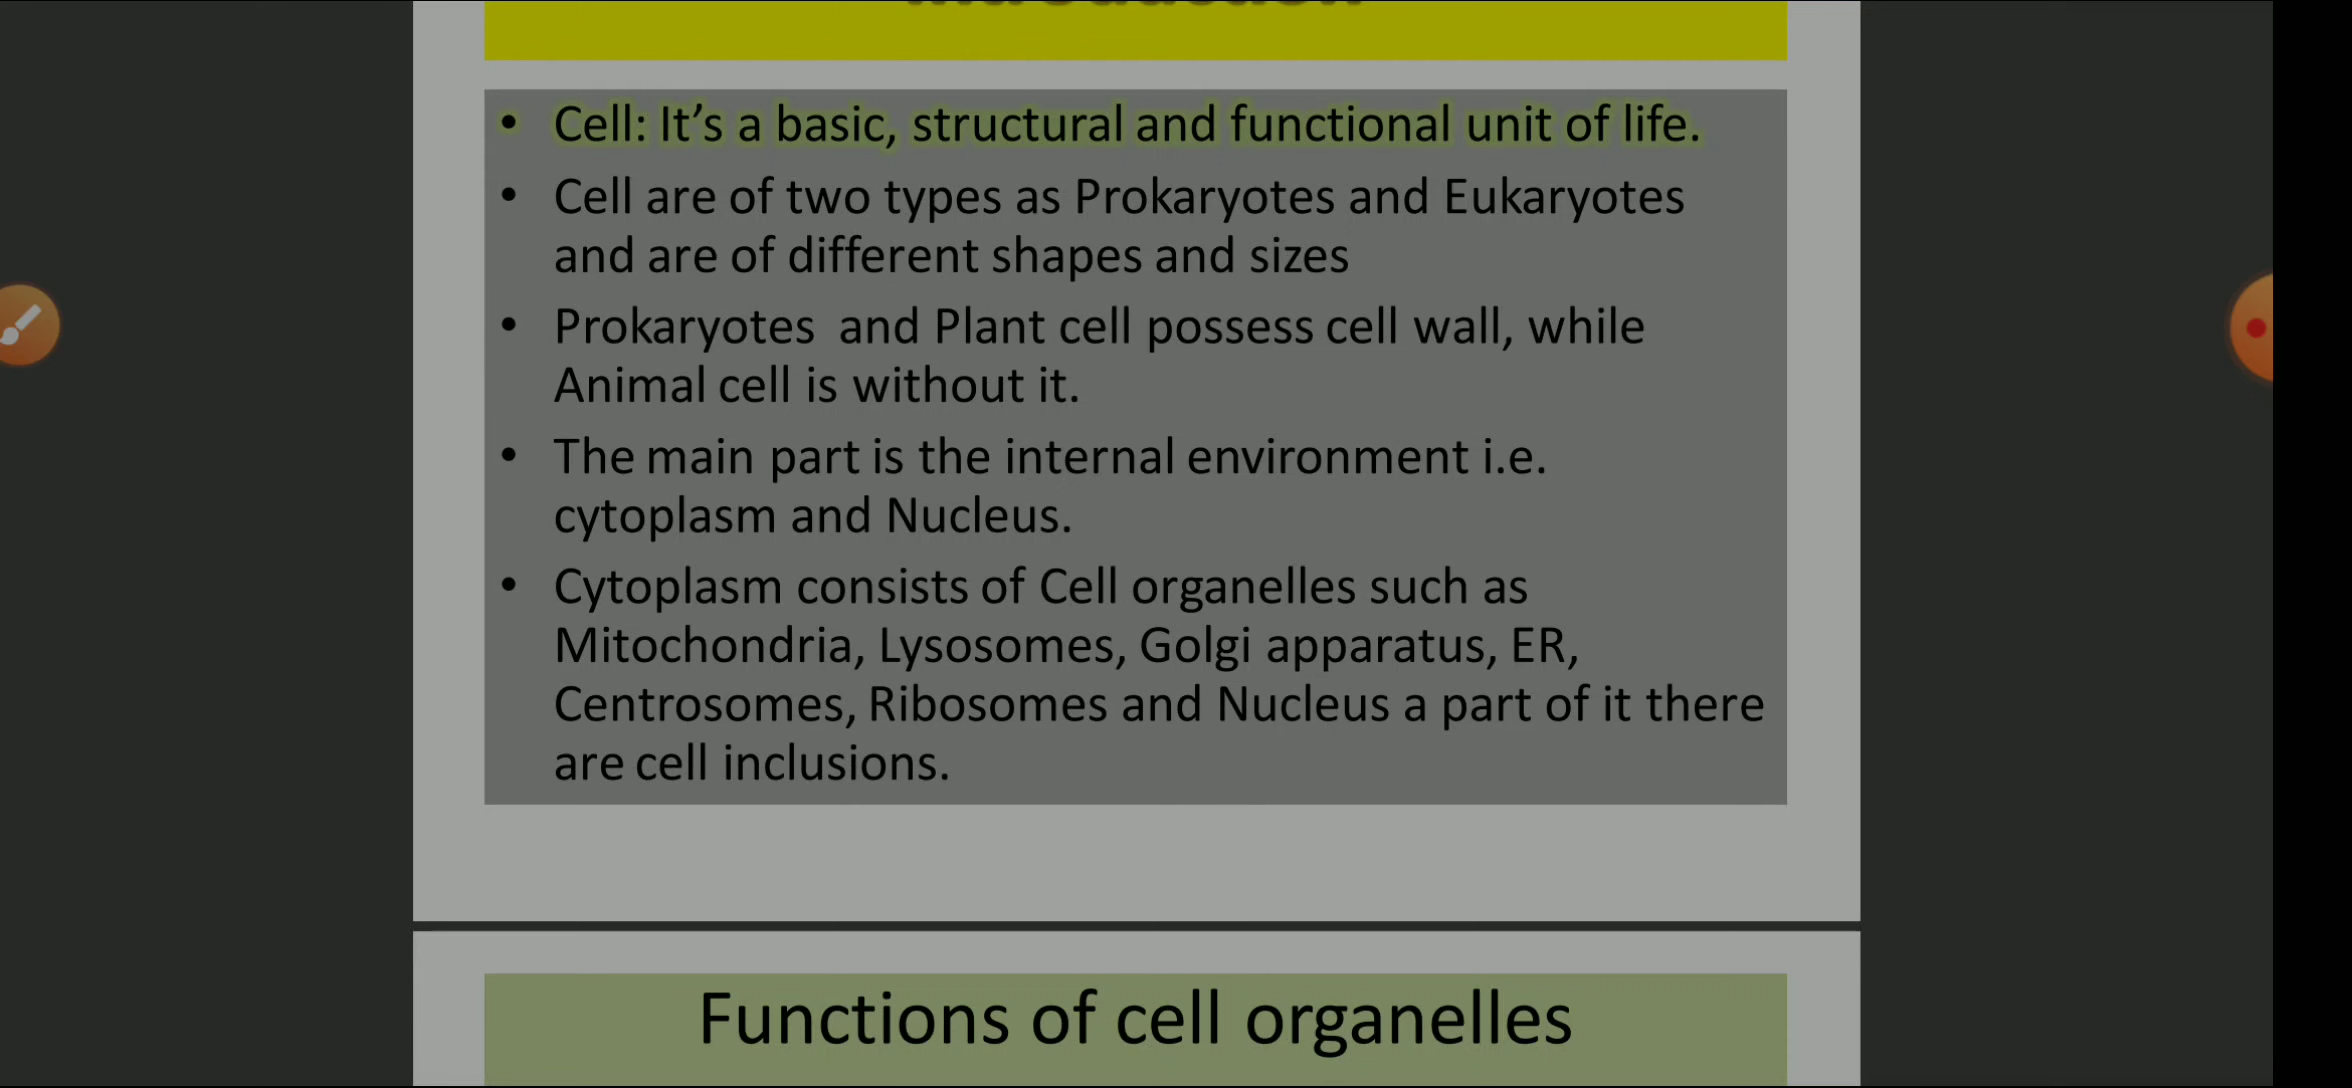 • Cell: It’s a basic, structural and functional unit of life.
• Cell are of two types as Prokaryotes and Eukaryotes
and are of different shapes and sizes
• Prokaryotes and Plant cell possess cell wall, while
Animal cell is without it.
• The main part is the internal environment i.e.
cytoplasm and Nucleus.
• Cytoplasm consists of Cell organelles such as
Mitochondria, Lysosomes, Golgi apparatus, ER,
Centrosomes, Ribosomes and Nucleus a part of it there
are cell inclusions.
Functions of cell organelles